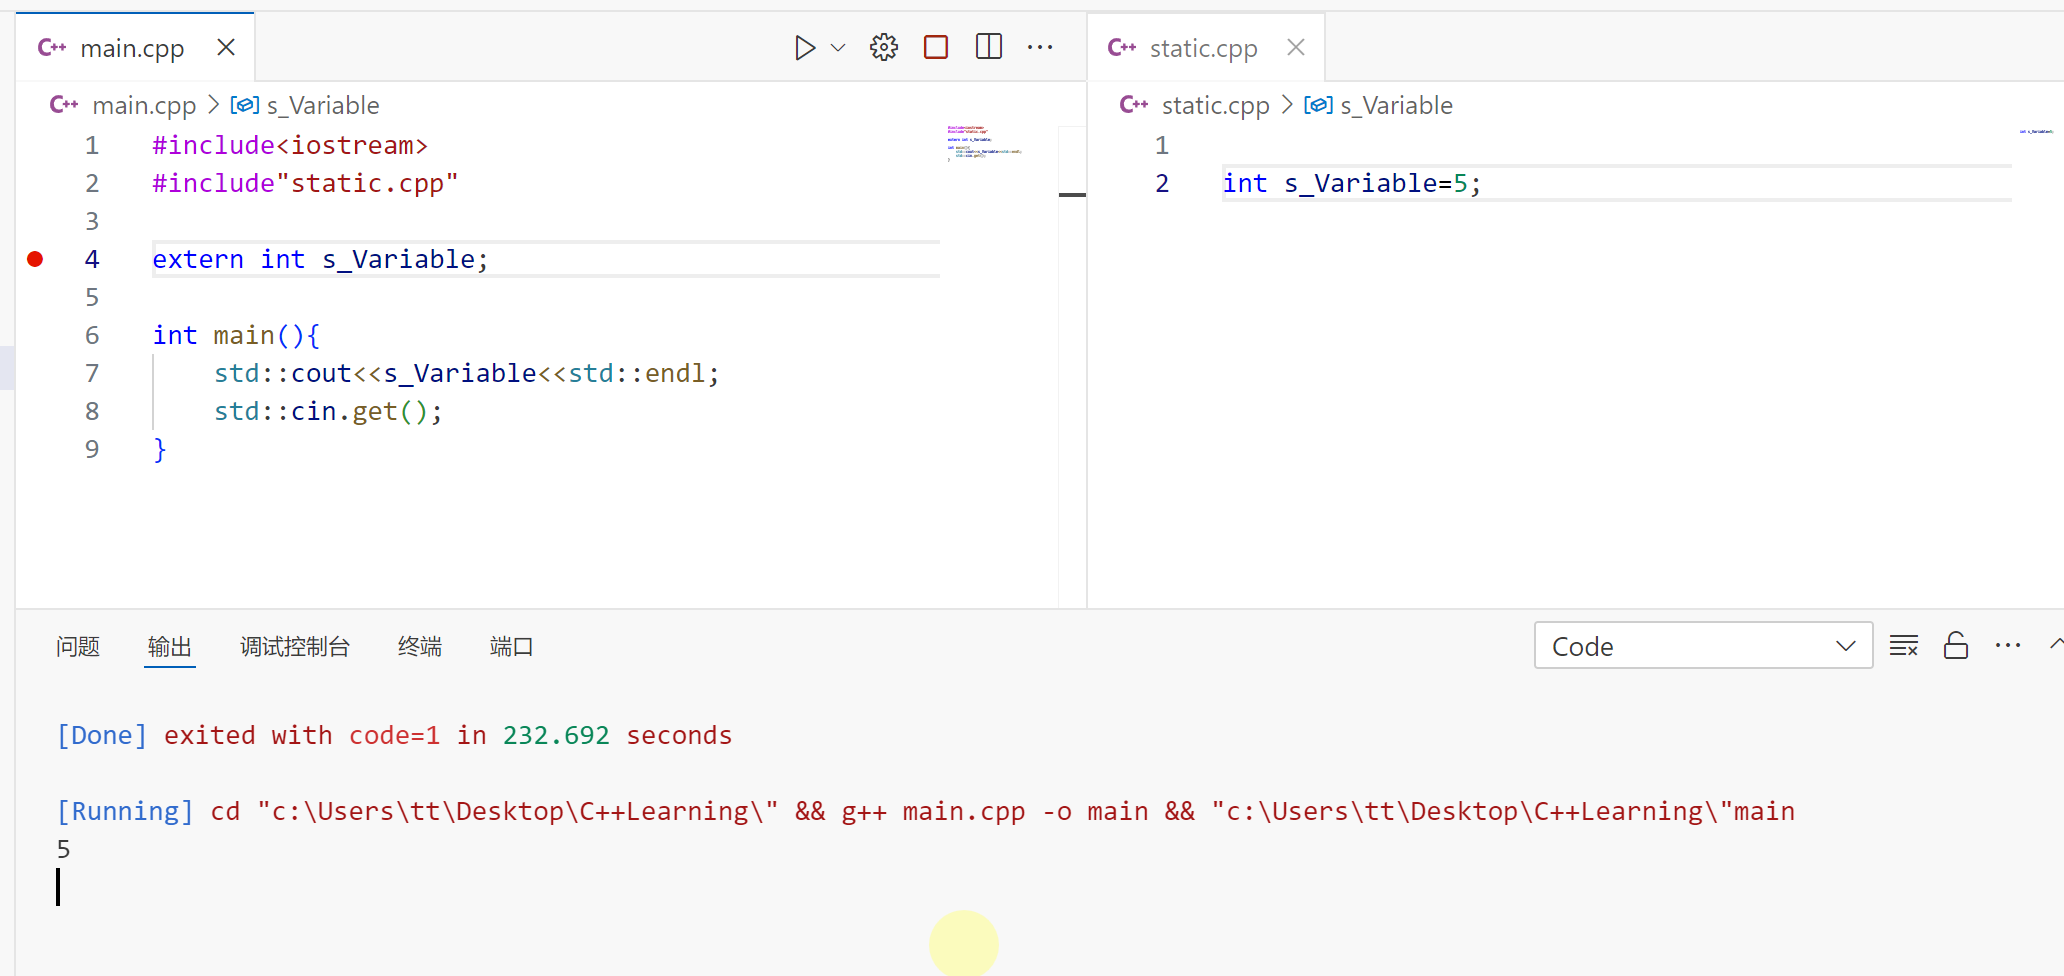 main.cpp
static.cpp
main.cpp > s_Variable
1 #include<iostream>
2 #include"static.cpp"
3
4 extern int s_Variable;
5
6 int main(){
7     std::cout<<s_Variable<<std::endl;
8     std::cin.get();
9 }
static.cpp > s_Variable
1
2 int s_Variable=5;
问题 输出 调试控制台 终端 端口
Code
[Done] exited with code=1 in 232.692 seconds
[Running] cd "c:\Users\tt\Desktop\C++Learning\" && g++ main.cpp -o main && "c:\Users\tt\Desktop\C++Learning\"main
5